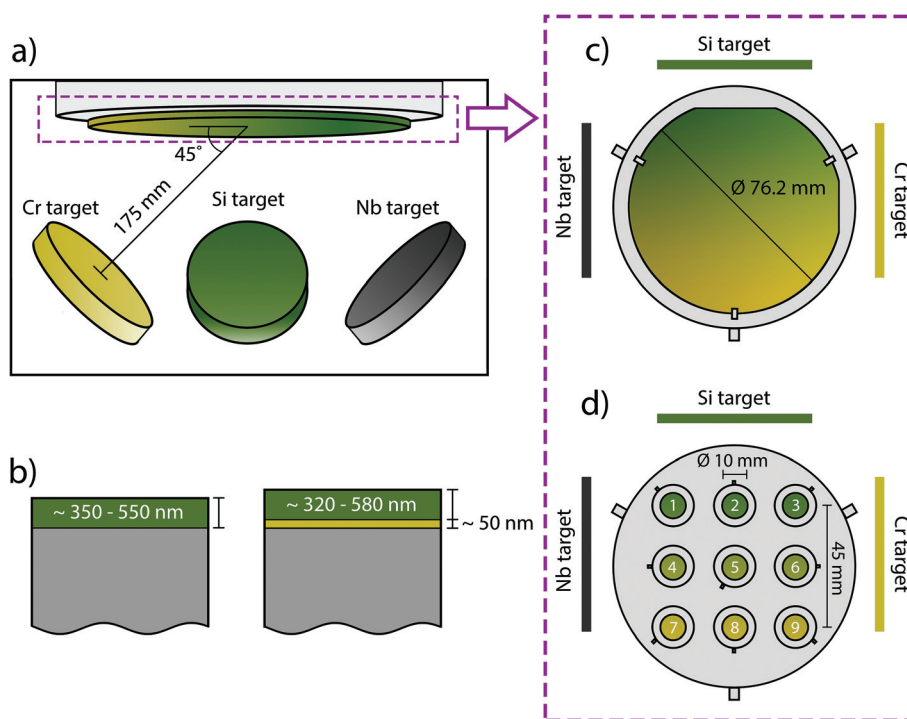 a)
45°
175 mm
Cr target
Si target
Nb target
b)
~ 350 - 550 nm
~ 320 - 580 nm
~ 50 nm
c)
Si target
Nb target
Ø 76.2 mm
Cr target
d)
Si target
Nb target
Ø 10 mm
1 2 3
4 5 6
7 8 9
45 mm
Cr target